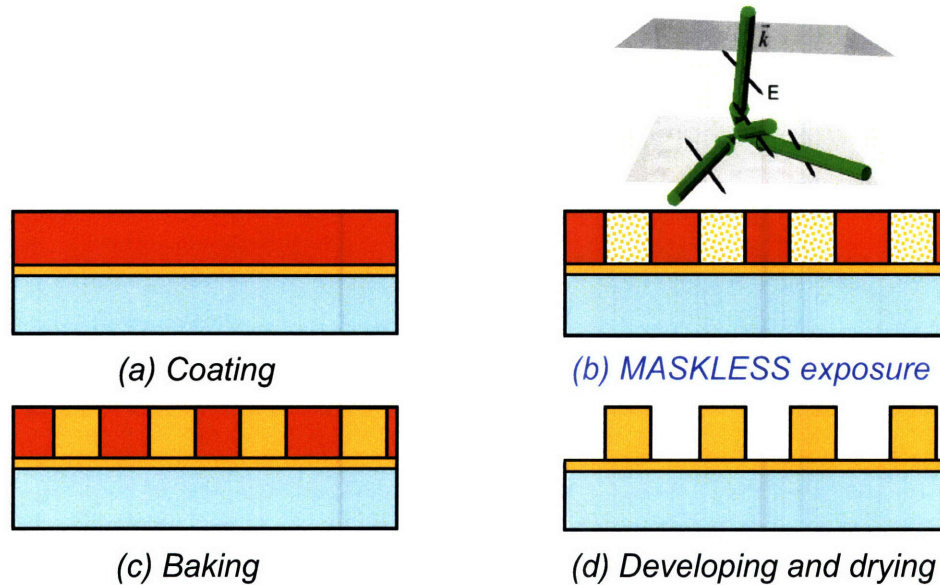 k
E
(a) Coating
(b) MASKLESS exposure
(c) Baking
(d) Developing and drying